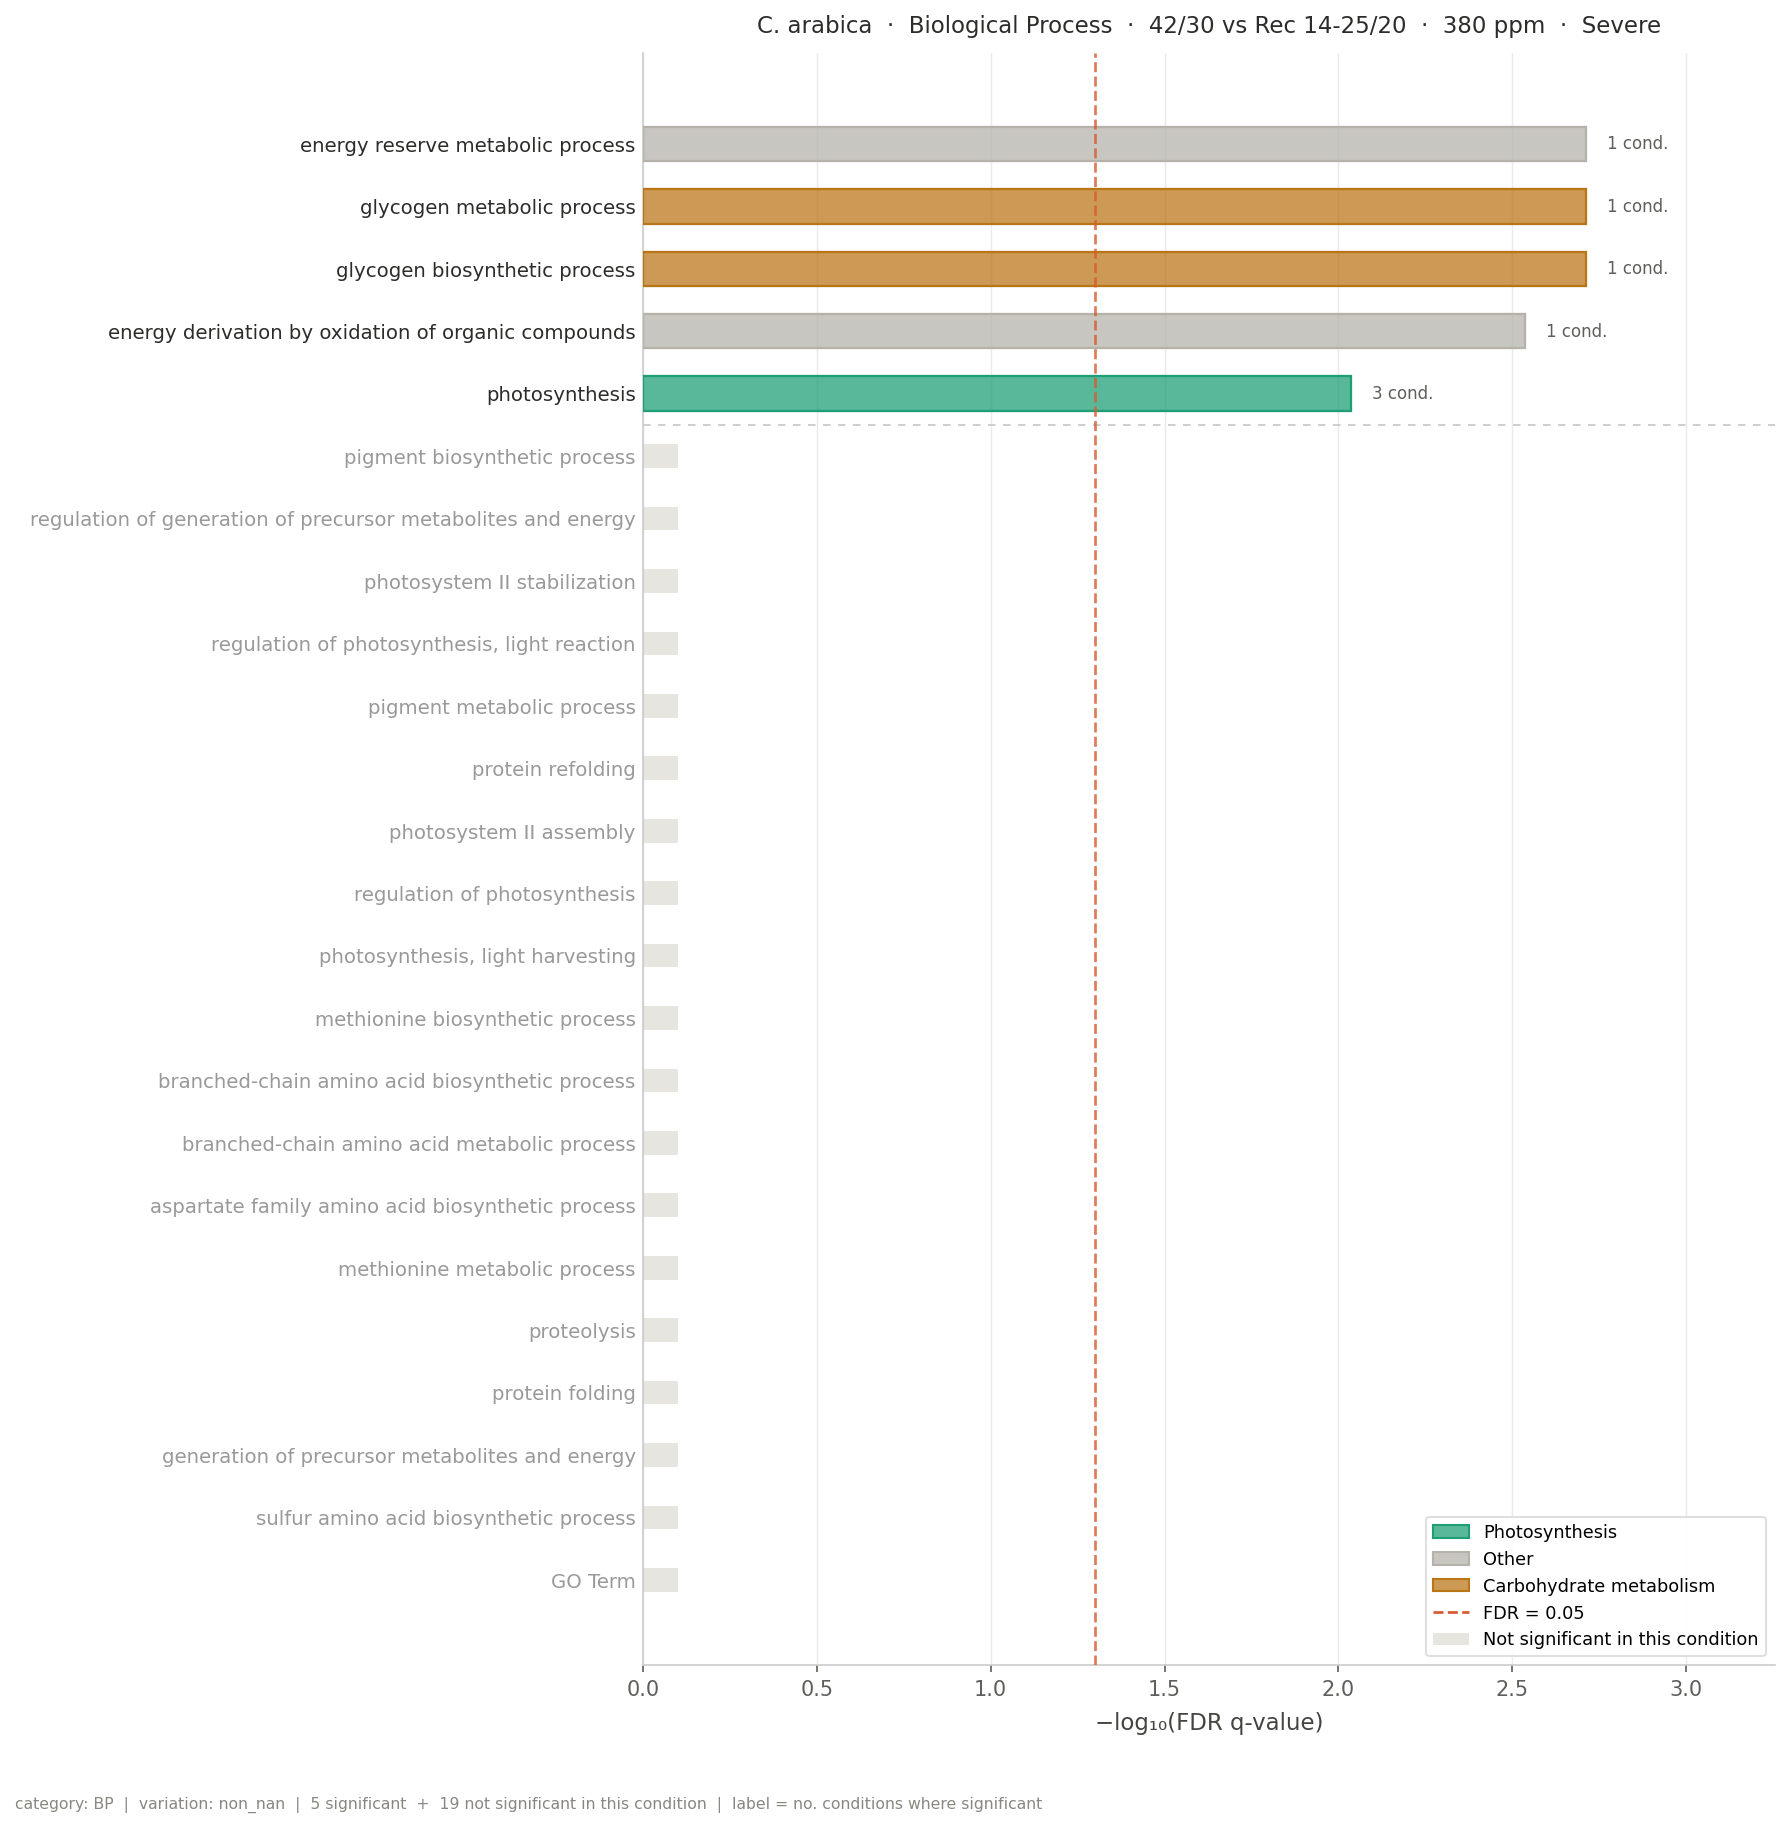 C. arabica · Biological Process · 42/30 vs Rec 14-25/20 · 380 ppm · Severe
energy reserve metabolic process 1 cond.
glycogen metabolic process 1 cond.
glycogen biosynthetic process 1 cond.
energy derivation by oxidation of organic compounds 1 cond.
photosynthesis 3 cond.
pigment biosynthetic process
regulation of generation of precursor metabolites and energy
photosystem II stabilization
regulation of photosynthesis, light reaction
pigment metabolic process
protein refolding
photosystem II assembly
regulation of photosynthesis
photosynthesis, light harvesting
methionine biosynthetic process
branched-chain amino acid biosynthetic process
branched-chain amino acid metabolic process
aspartate family amino acid biosynthetic process
methionine metabolic process
proteolysis
protein folding
generation of precursor metabolites and energy
sulfur amino acid biosynthetic process
GO Term
Photosynthesis
Other
Carbohydrate metabolism
FDR = 0.05
Not significant in this condition
0.0 0.5 1.0 1.5 2.0 2.5 3.0
−log₁₀(FDR q-value)
category: BP | variation: non_nan | 5 significant + 19 not significant in this condition | label = no. conditions where significant